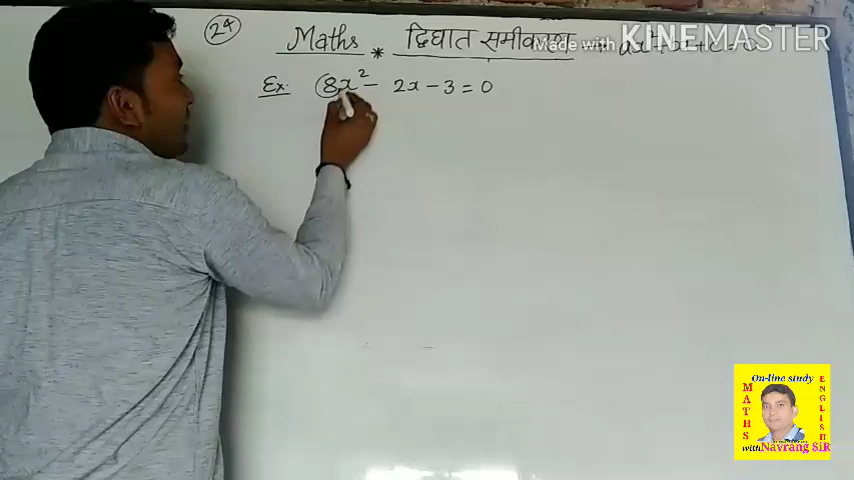 24 Maths * द्विघात समीकरण ax²
Made with KINEMASTER
Ex. 8x² - 2x - 3 = 0
On-line study
MATHS
ENGLISH
with Navrang SiR